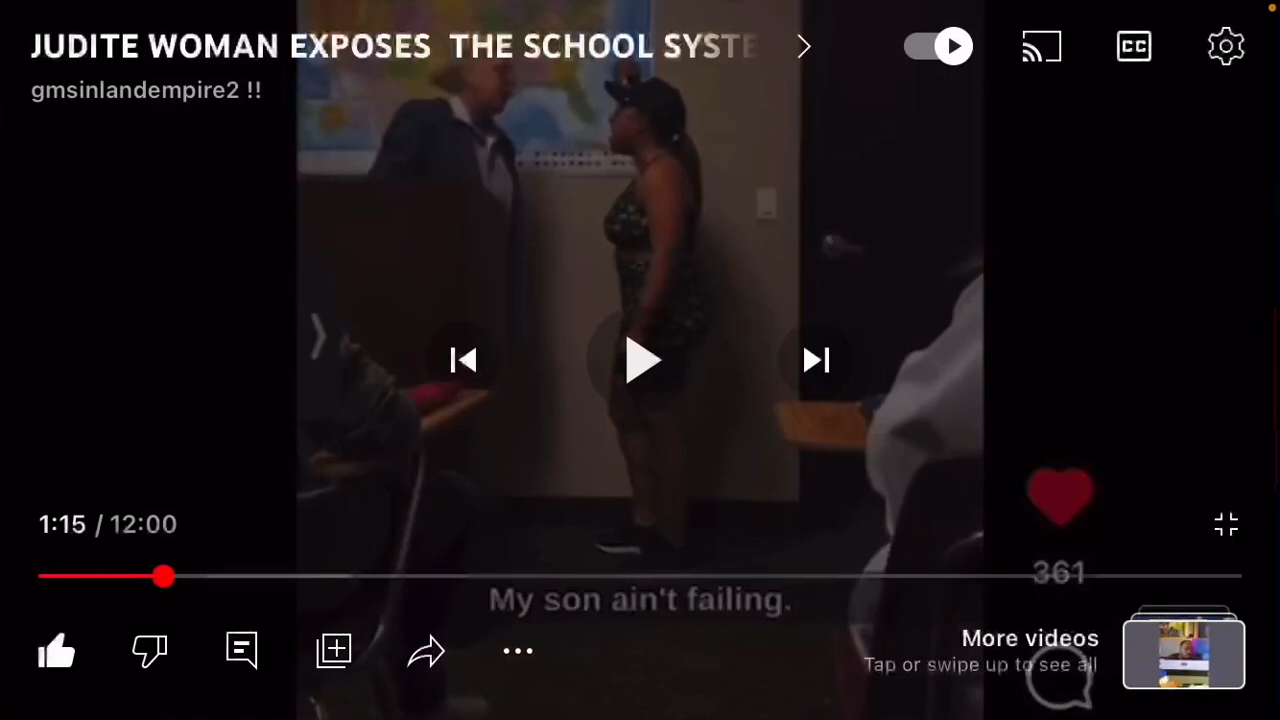 JUDITE WOMAN EXPOSES THE SCHOOL SYSTE
gmsinlandempire2 !!
CC
1:15 / 12:00
361
My son ain't failing.
More videos
Tap or swipe up to see all